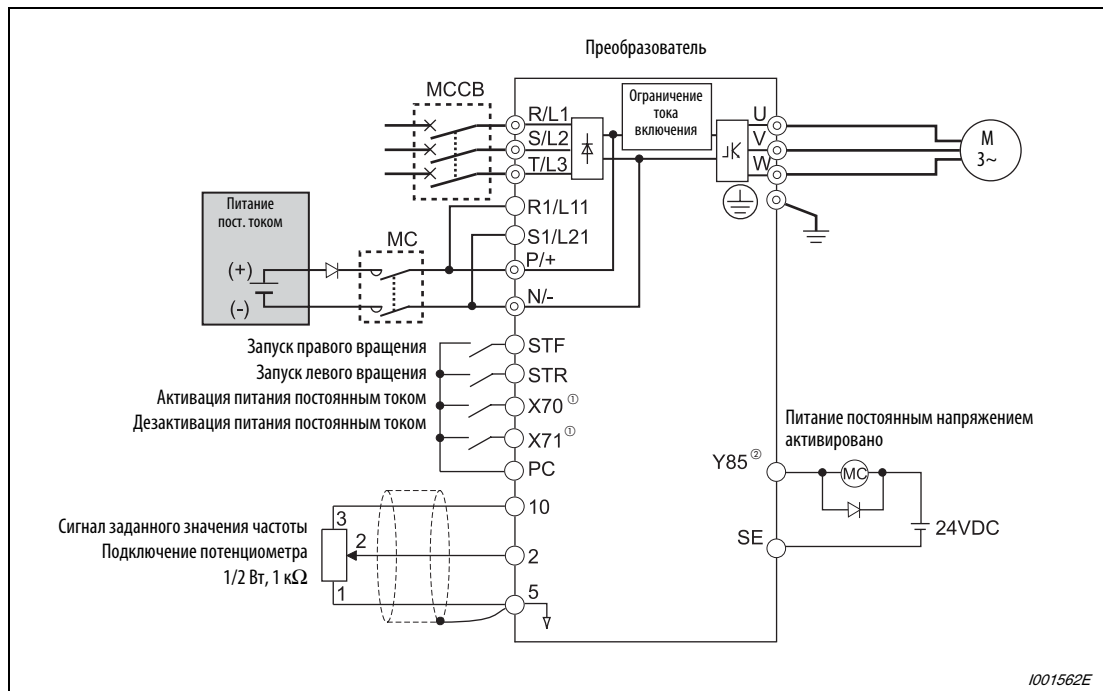 Преобразователь
MCCB
R/L1
S/L2
T/L3
Ограничение
тока
включения
U
V
W
M
3~
Питание
пост. током
(+)
(-)
MC
R1/L11
S1/L21
P/+
N/-
Запуск правого вращения
STF
Запуск левого вращения
STR
Активация питания постоянным током
X70 ①
Дезактивация питания постоянным током
X71 ①
PC
Питание постоянным напряжением
активировано
Y85 ②
MC
24VDC
SE
Сигнал заданного значения частоты
Подключение потенциометра
1/2 Вт, 1 кΩ
3
2
1
10
2
5
I001562E